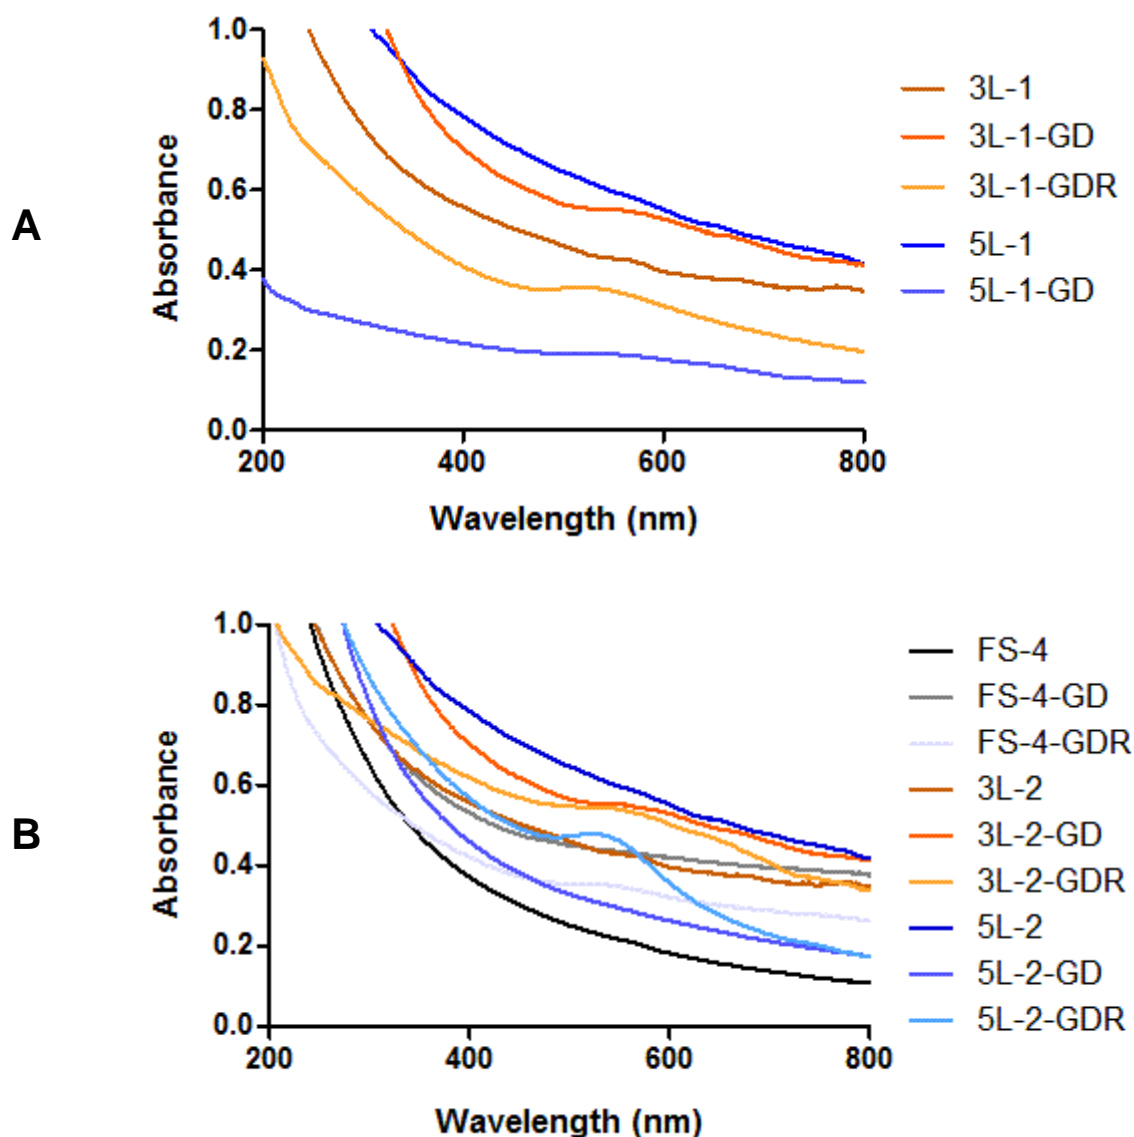 A
Absorbance
1.0
0.8
0.6
0.4
0.2
0.0
200 400 600 800
Wavelength (nm)
3L-1
3L-1-GD
3L-1-GDR
5L-1
5L-1-GD
B
Absorbance
1.0
0.8
0.6
0.4
0.2
0.0
200 400 600 800
Wavelength (nm)
FS-4
FS-4-GD
FS-4-GDR
3L-2
3L-2-GD
3L-2-GDR
5L-2
5L-2-GD
5L-2-GDR